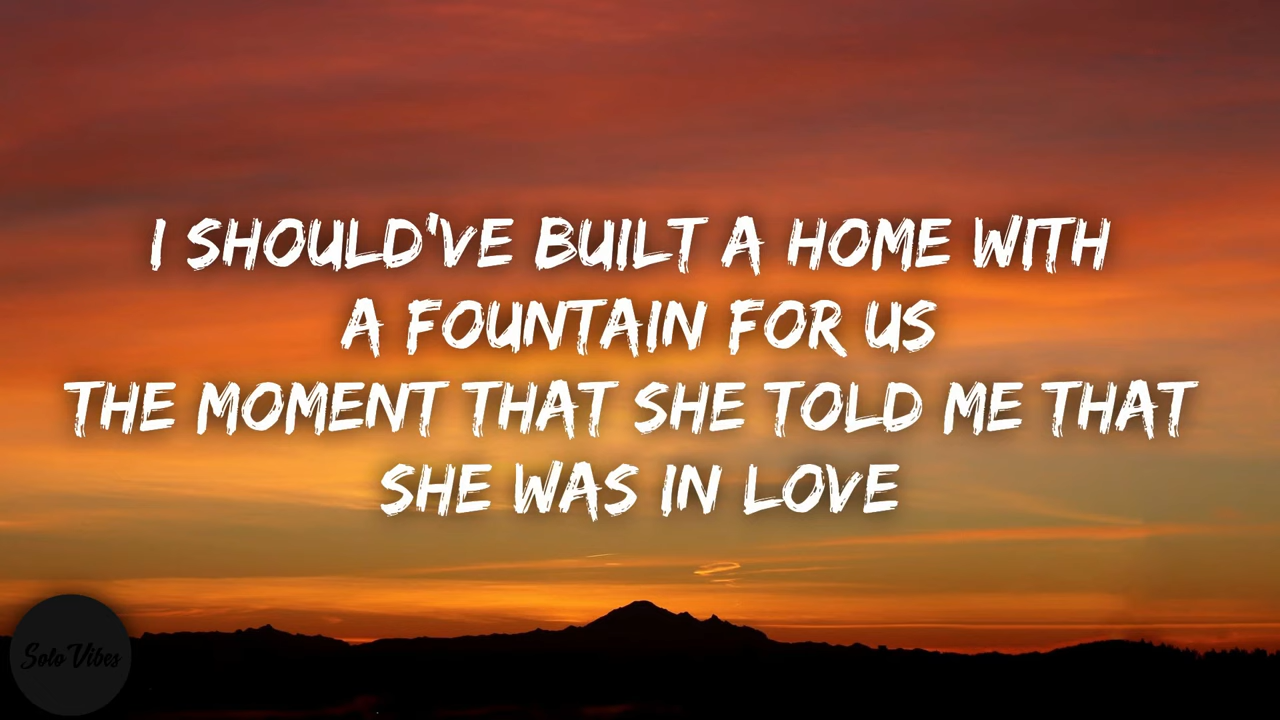 I SHOULD'VE BUILT A HOME WITH
A FOUNTAIN FOR US
THE MOMENT THAT SHE TOLD ME THAT
SHE WAS IN LOVE
Solo Vibes